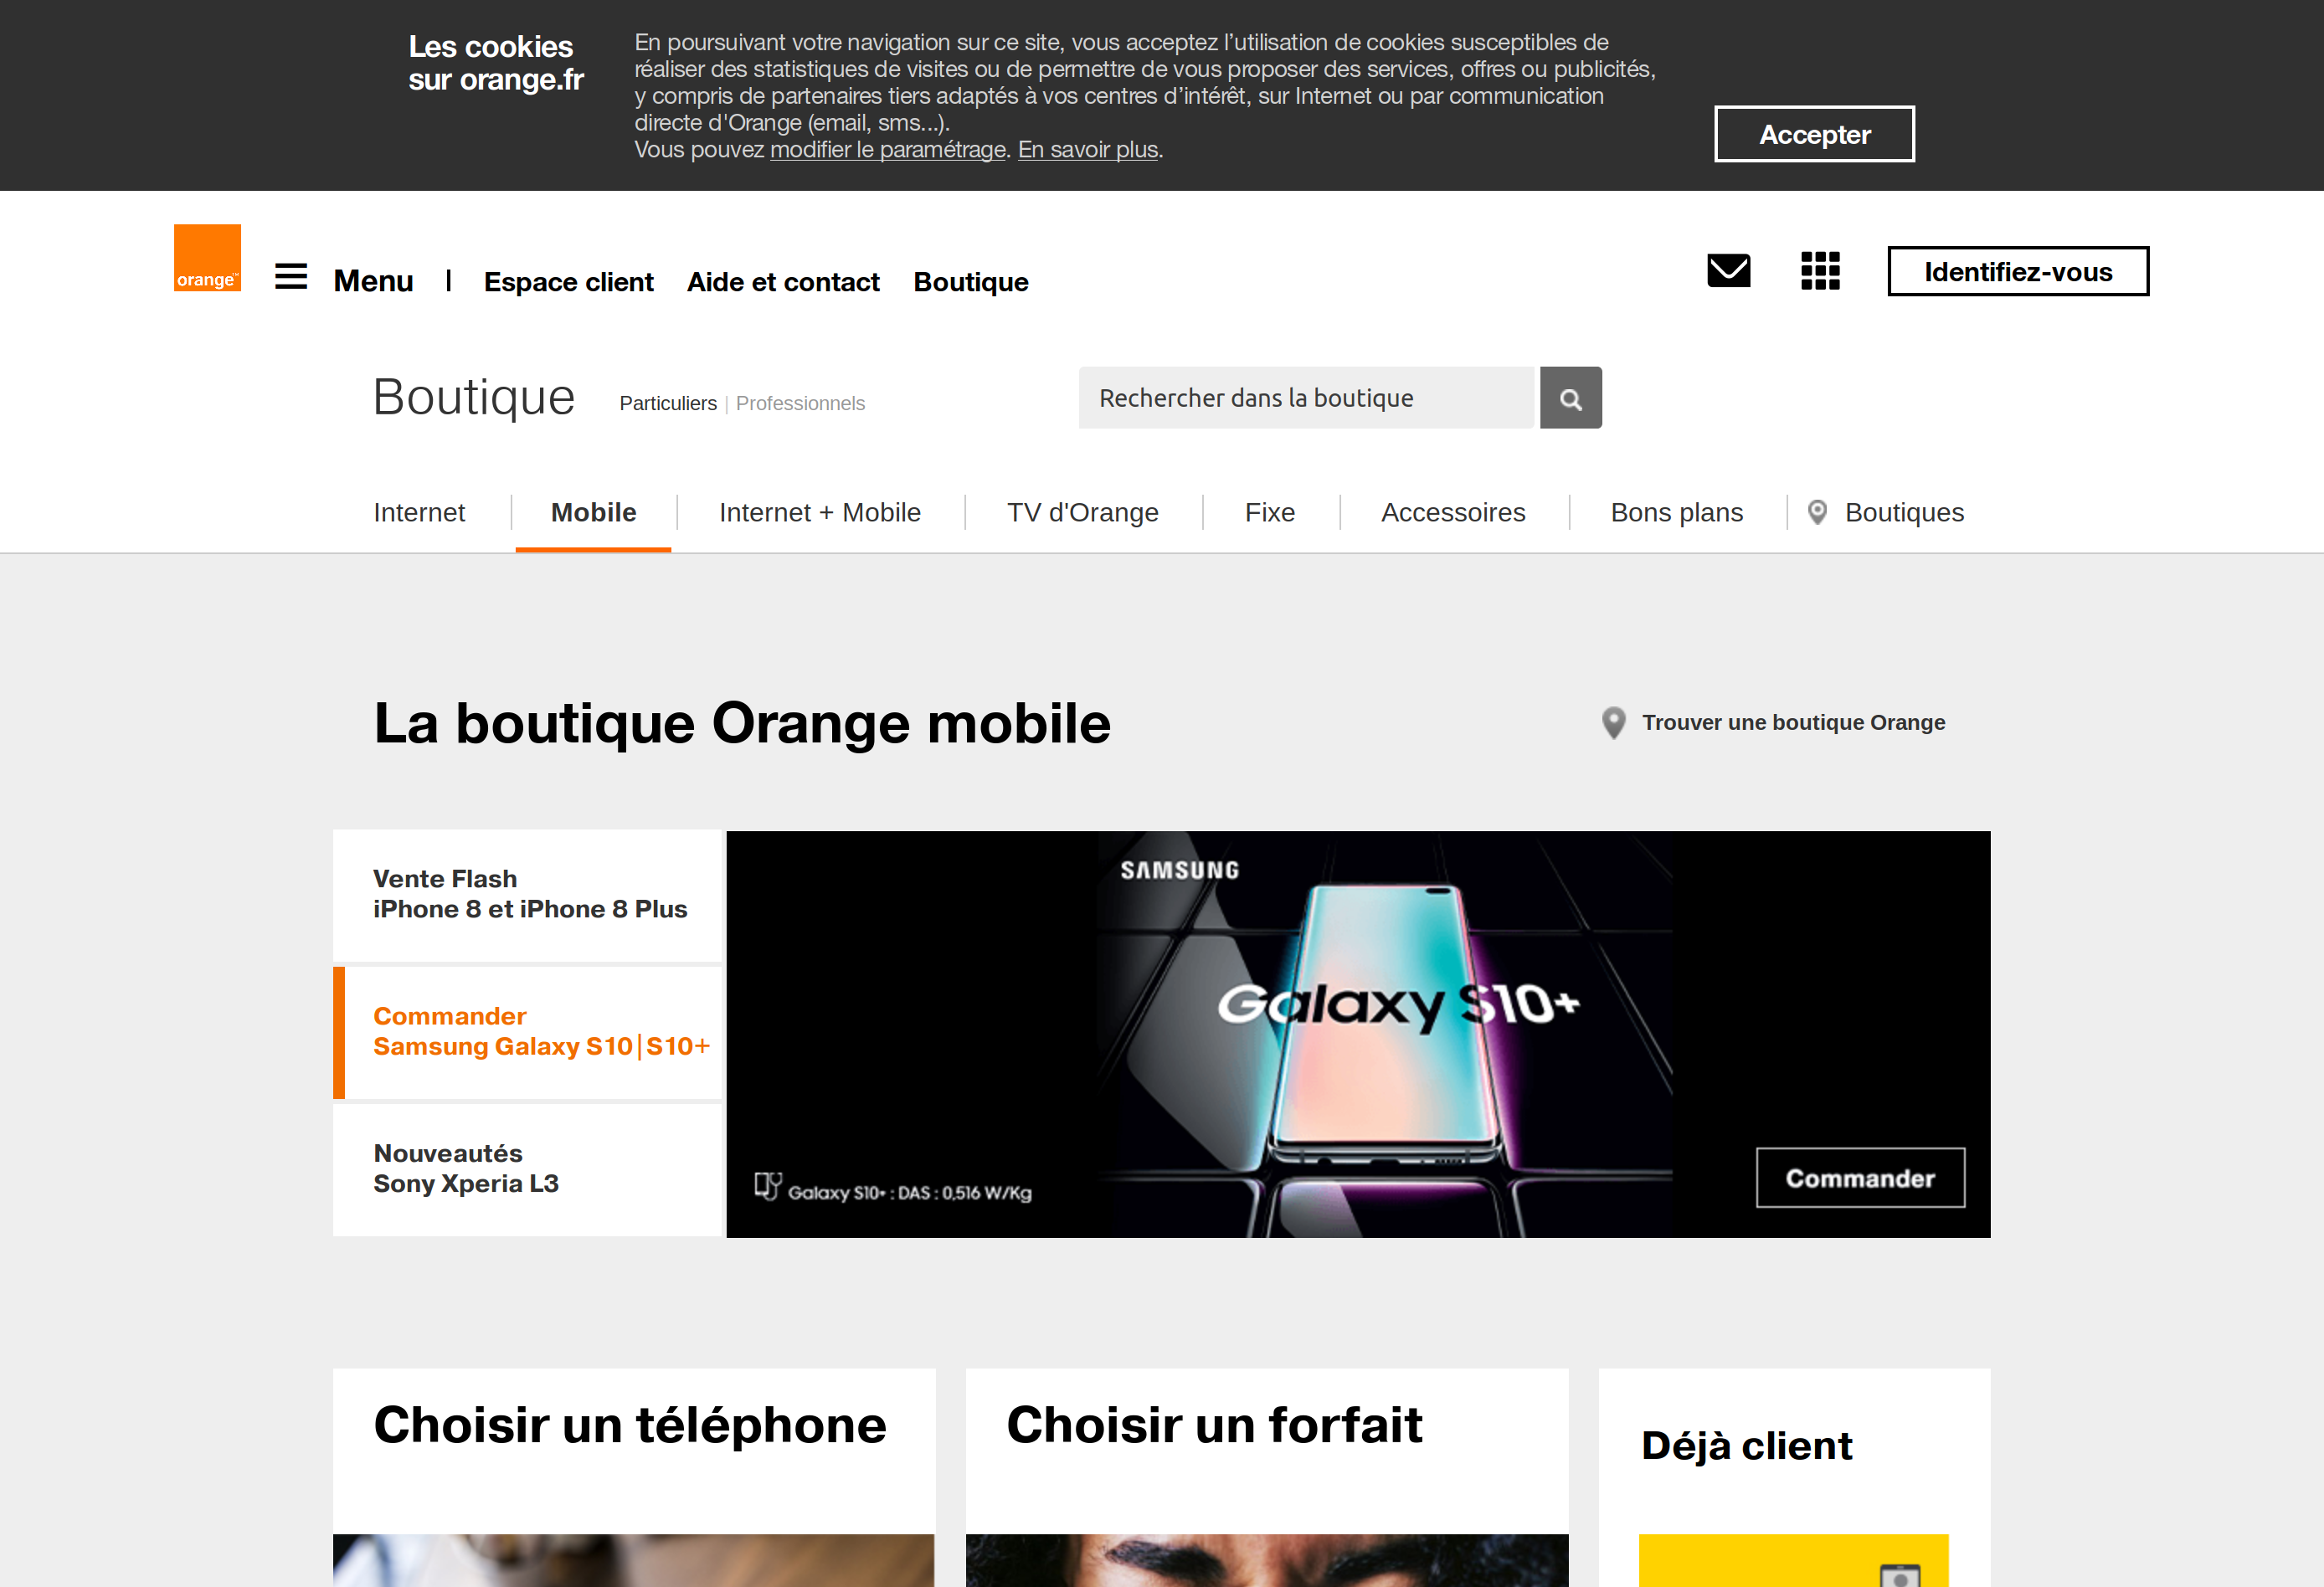 Les cookies
sur orange.fr
En poursuivant votre navigation sur ce site, vous acceptez l’utilisation de cookies susceptibles de
réaliser des statistiques de visites ou de permettre de vous proposer des services, offres ou publicités,
y compris de partenaires tiers adaptés à vos centres d’intérêt, sur Internet ou par communication
directe d'Orange (email, sms...).
Vous pouvez modifier le paramétrage. En savoir plus.
Accepter
orange™
Menu
Espace client
Aide et contact
Boutique
Identifiez-vous
Boutique
Particuliers | Professionnels
Rechercher dans la boutique
Internet
Mobile
Internet + Mobile
TV d'Orange
Fixe
Accessoires
Bons plans
Boutiques
La boutique Orange mobile
Trouver une boutique Orange
Vente Flash
iPhone 8 et iPhone 8 Plus
Commander
Samsung Galaxy S10|S10+
Nouveautés
Sony Xperia L3
SAMSUNG
Galaxy S10+
Galaxy S10+ : DAS : 0,516 W/Kg
Commander
Choisir un téléphone
Choisir un forfait
Déjà client